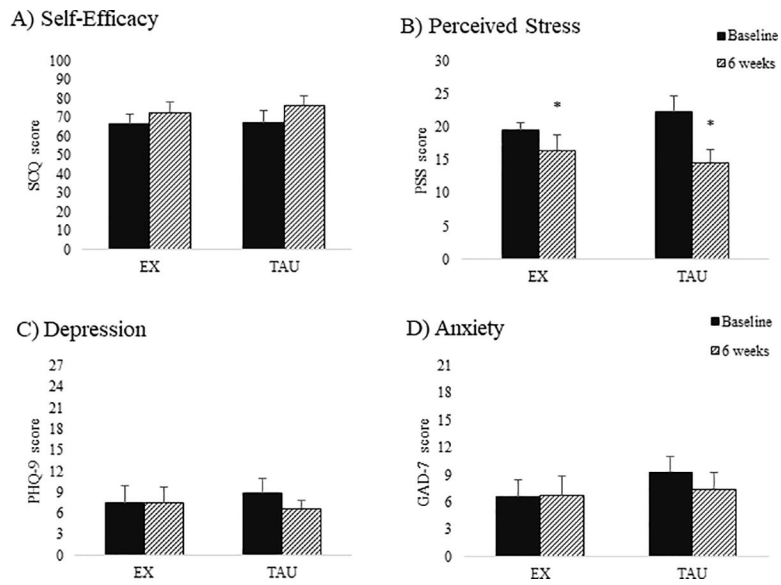 A) Self-Efficacy
100
90
80
70
60
50
40
30
20
10
0
SCQ score
EX TAU
B) Perceived Stress
Baseline
6 weeks
30
25
20
15
10
5
0
PSS score
*
*
EX TAU
C) Depression
27
24
21
18
15
12
9
6
3
0
PHQ-9 score
EX TAU
D) Anxiety
Baseline
6 weeks
21
18
15
12
9
6
3
0
GAD-7 score
EX TAU